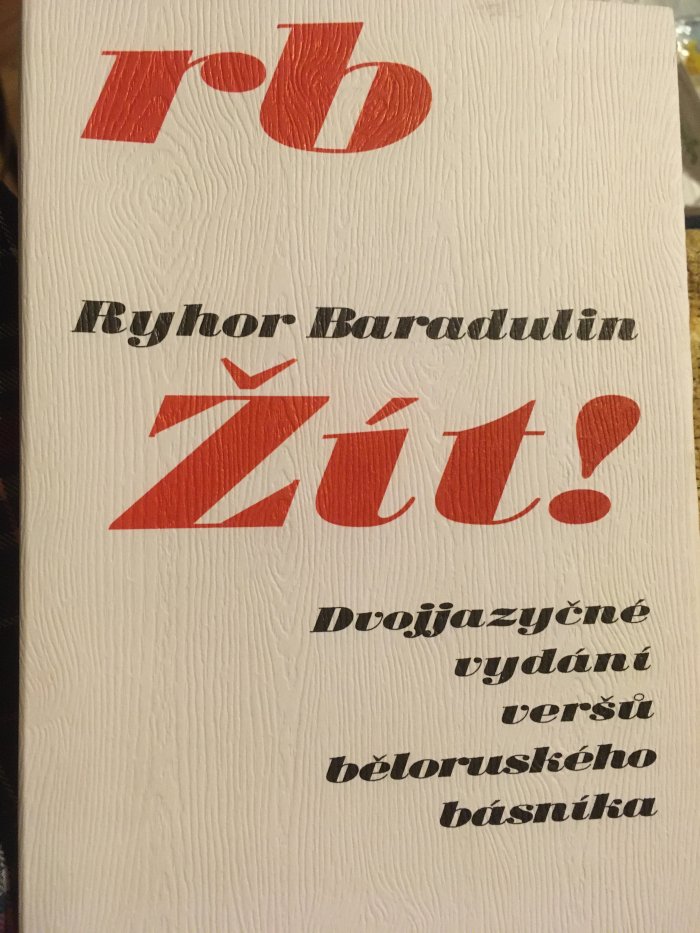 rb
Ryhor Baradulin
Žít!
Dvojjazyčné
vydání
veršů
běloruského
básníka